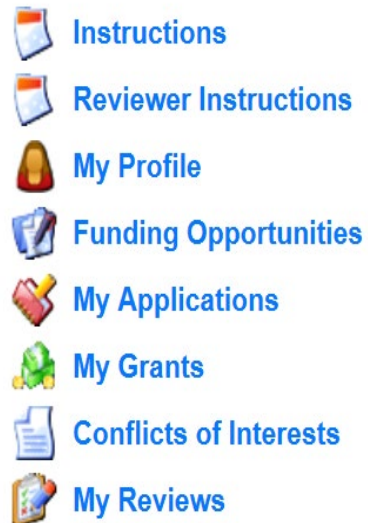 Instructions
Reviewer Instructions
My Profile
Funding Opportunities
My Applications
My Grants
Conflicts of Interests
My Reviews